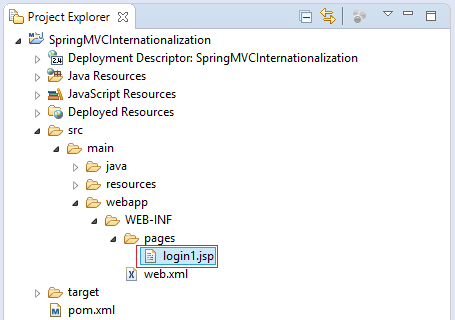 Project Explorer
SpringMVCInternationalization
Deployment Descriptor: SpringMVCInternationalization
Java Resources
JavaScript Resources
Deployed Resources
src
main
java
resources
webapp
WEB-INF
pages
login1.jsp
web.xml
target
pom.xml